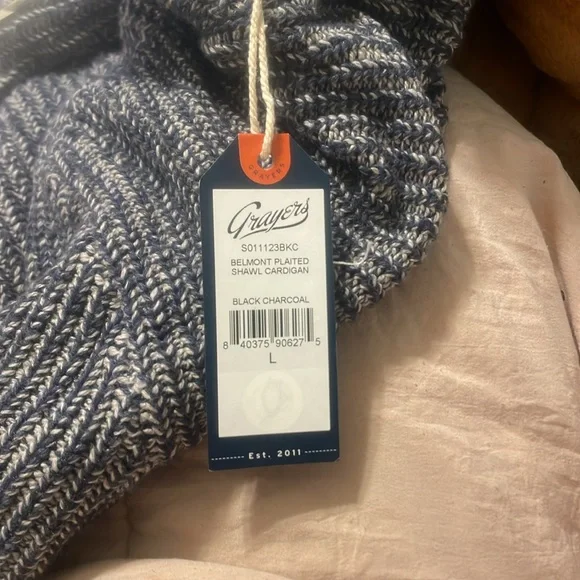 GRAYERS
Grayers
S011123BKC
BELMONT PLAITED
SHAWL CARDIGAN
BLACK CHARCOAL
8 40375 90627 5
L
Est. 2011